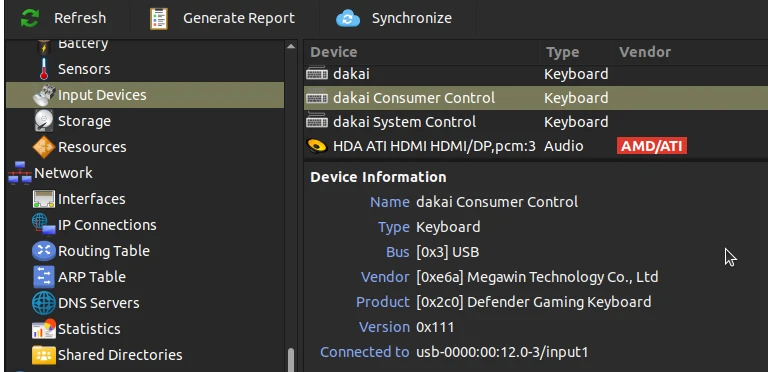 Refresh Generate Report Synchronize
Battery
Sensors
Input Devices
Storage
Resources
Network
Interfaces
IP Connections
Routing Table
ARP Table
DNS Servers
Statistics
Shared Directories
Device Type Vendor
dakai Keyboard
dakai Consumer Control Keyboard
dakai System Control Keyboard
HDA ATI HDMI HDMI/DP,pcm:3 Audio AMD/ATI
Device Information
Name dakai Consumer Control
Type Keyboard
Bus [0x3] USB
Vendor [0xe6a] Megawin Technology Co., Ltd
Product [0x2c0] Defender Gaming Keyboard
Version 0x111
Connected to usb-0000:00:12.0-3/input1